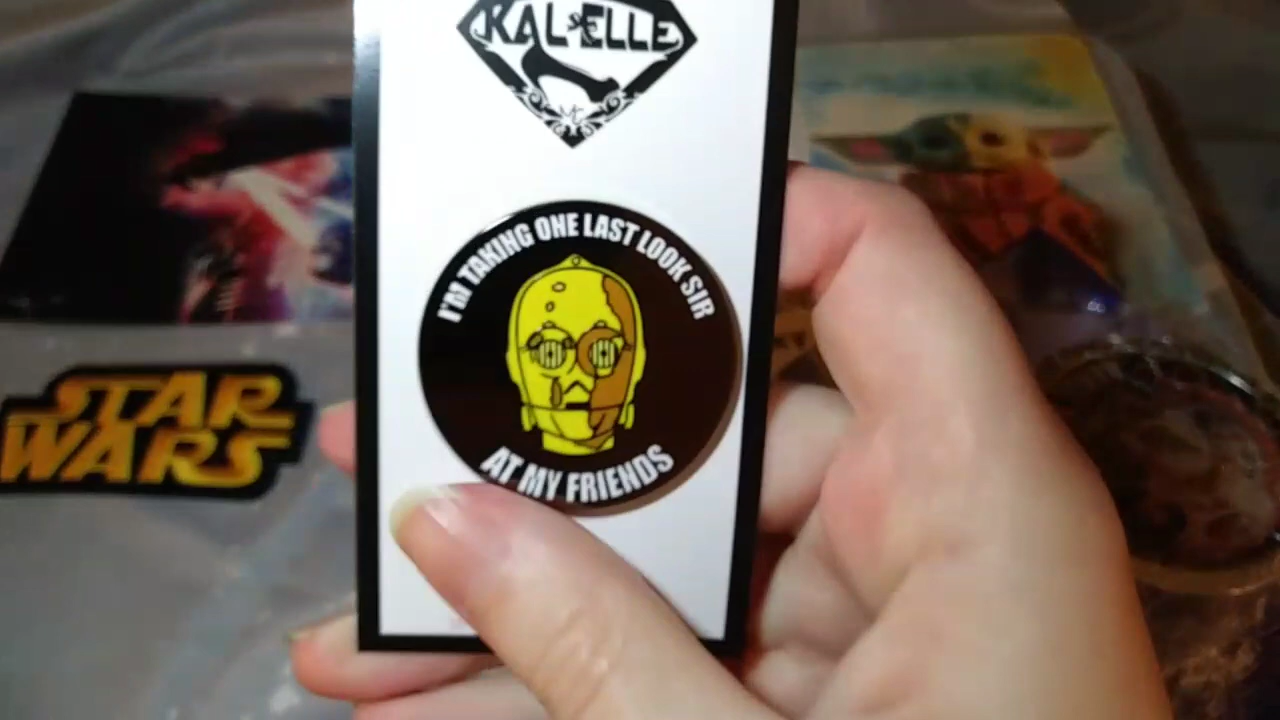 KAL ELLE
I'M TAKING ONE LAST LOOK SIR
AT MY FRIENDS
STAR
WARS